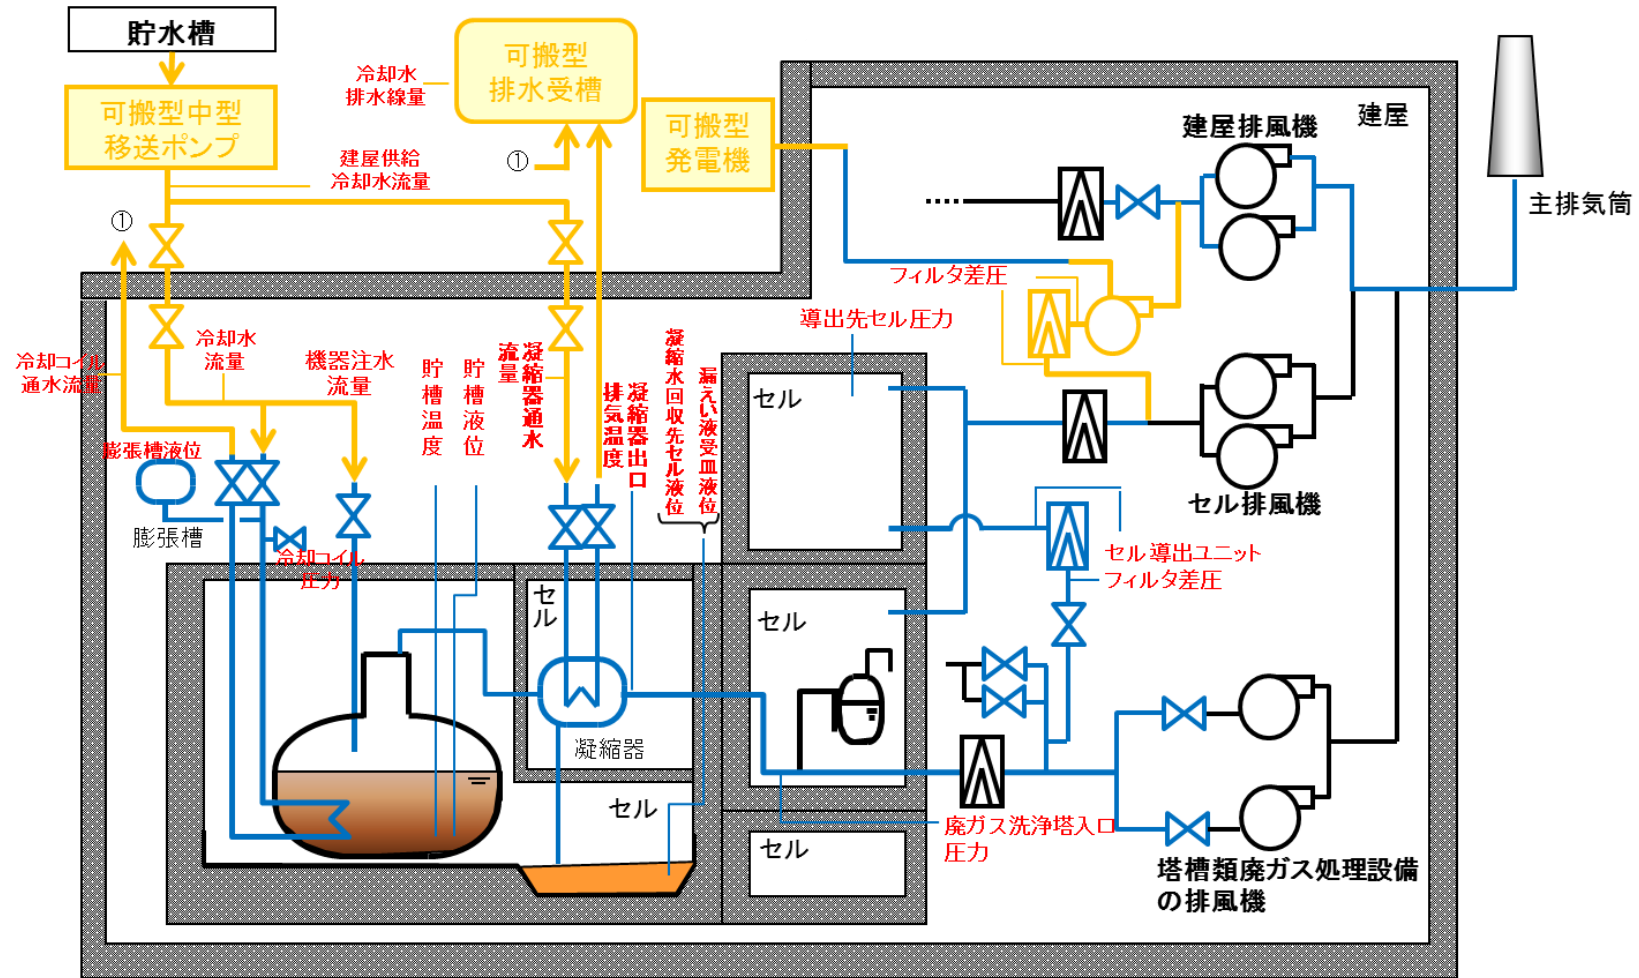 貯水槽
可搬型中型
移送ポンプ
冷却水
排水線量
可搬型
排水受槽
可搬型
発電機
建屋供給
冷却水流量
①
①
建屋
建屋排風機
主排気筒
フィルタ差圧
導出先セル圧力
冷却コイル
通水流量
冷却水
流量
機器注水
流量
貯槽温度
貯槽液位
凝縮器通水
流量
凝縮器出口
排気温度
凝縮水回収先セル液位
漏えい液受皿液位
セル
セル排風機
膨張槽液位
膨張槽
冷却コイル
圧力
セル導出ユニット
フィルタ差圧
セル
セル
凝縮器
セル
セル
廃ガス洗浄塔入口
圧力
塔槽類廃ガス処理設備
の排風機